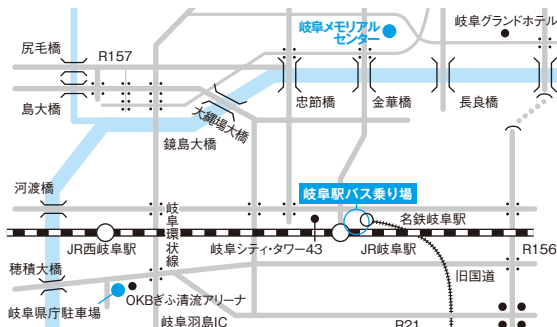 岐阜メモリアル
センター
岐阜グランドホテル
尻毛橋
R157
島大橋
大縄場大橋
忠節橋
金華橋
長良橋
鏡島大橋
河渡橋
岐阜環状線
岐阜駅バス乗り場
名鉄岐阜駅
JR西岐阜駅
岐阜シティ・タワー43
JR岐阜駅
R156
穂積大橋
旧国道
OKBぎふ清流アリーナ
岐阜県庁駐車場
岐阜羽島IC
R21